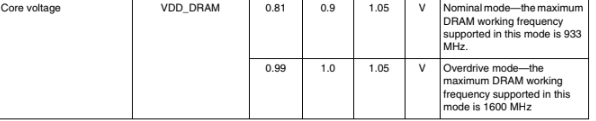 Core voltage VDD_DRAM 0.81 0.9 1.05 V Nominal mode—the maximum
DRAM working frequency
supported in this mode is 933
MHz.
0.99 1.0 1.05 V Overdrive mode—the
maximum DRAM working
frequency supported in this
mode is 1600 MHz